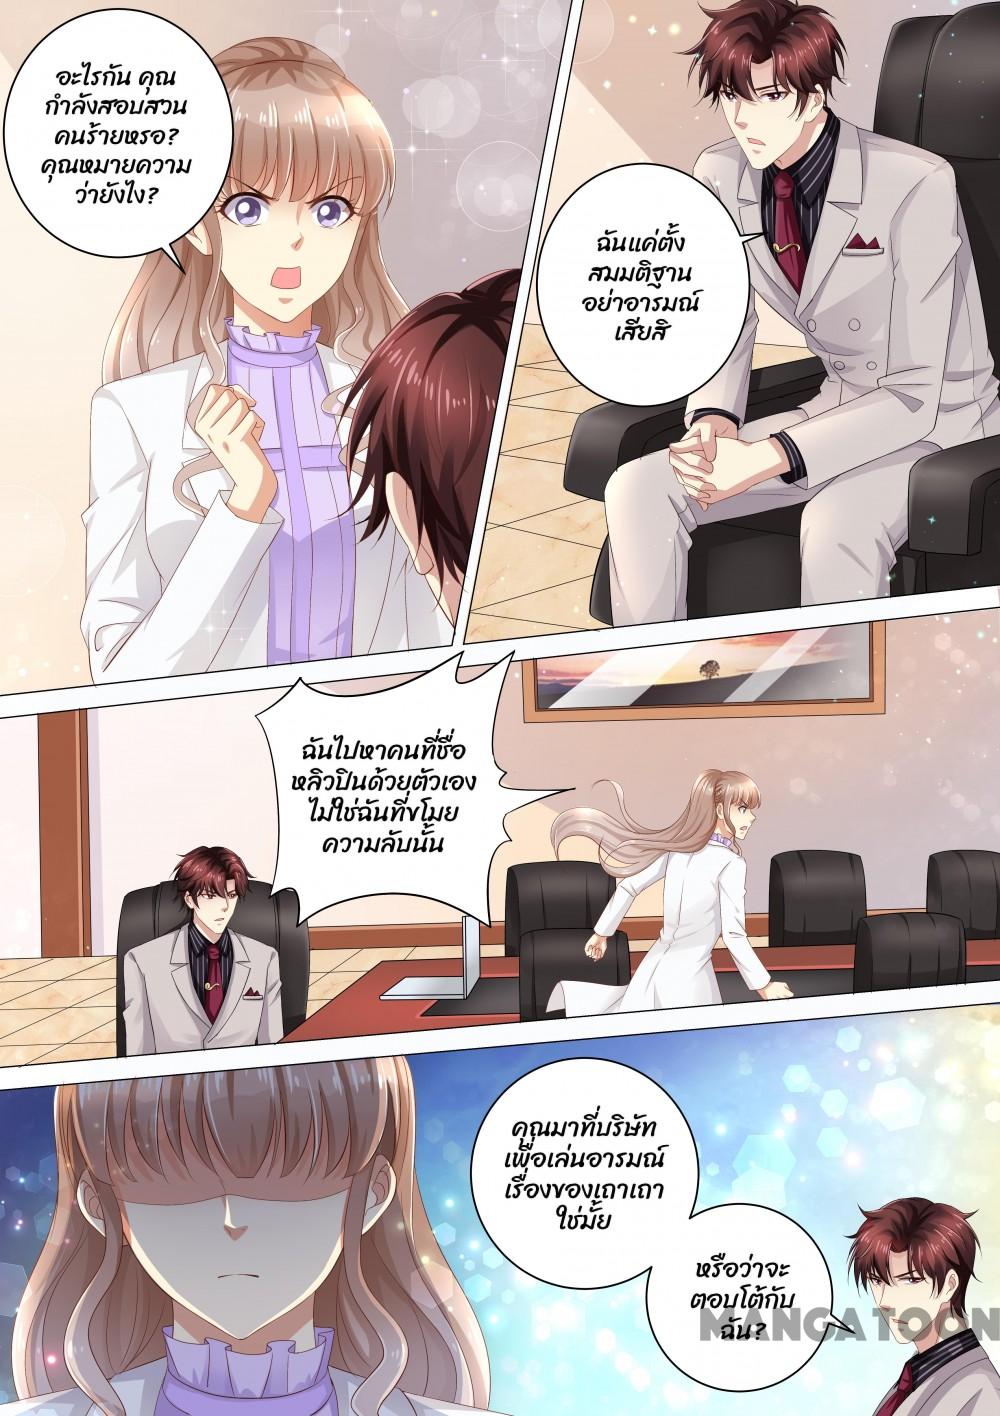 อะไรกัน คุณ
กำลังสอบสวน
คนร้ายหรอ?
คุณหมายความ
ว่ายังไง?
ฉันแค่ตั้ง
สมมติฐาน
อย่าอารมณ์
เสียสิ
ฉันไปหาคนที่ชื่อ
หลิวปินด้วยตัวเอง
ไม่ใช่ฉันที่ขโมย
ความลับนั้น
คุณมาที่บริษัท
เพื่อเล่นอารมณ์
เรื่องของเถาเถา
ใช่มั้ย
หรือว่าจะ
ตอบโต้กับ
ฉัน?
MANGATOON